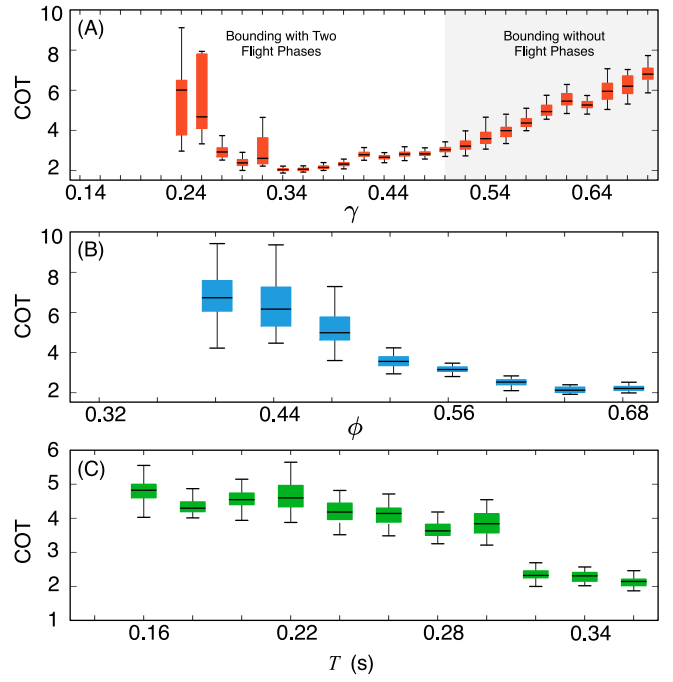 (A)
Bounding with Two
Flight Phases
Bounding without
Flight Phases
COT
10
8
6
4
2
0.14 0.24 0.34 0.44 0.54 0.64
γ
(B)
COT
10
8
6
4
2
0.32 0.44 0.56 0.68
ϕ
(C)
COT
6
5
4
3
2
1
0.16 0.22 0.28 0.34
T (s)